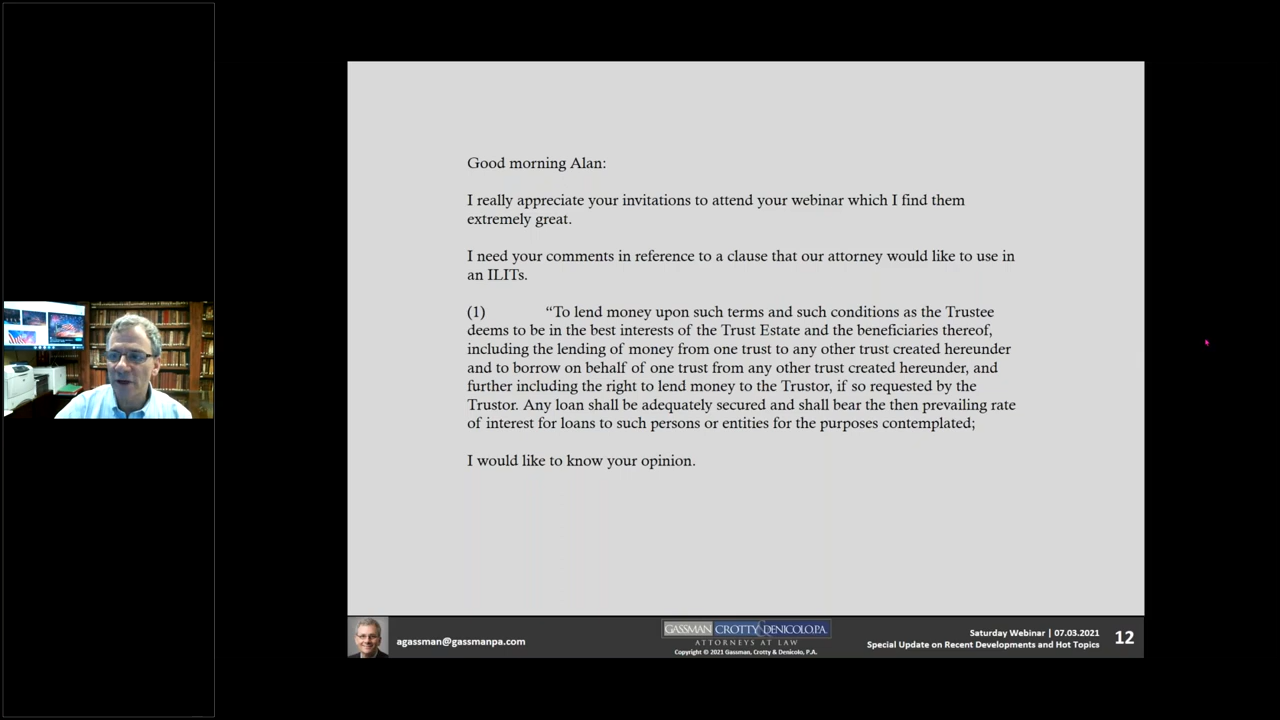 Good morning Alan:
I really appreciate your invitations to attend your webinar which I find them
extremely great.
I need your comments in reference to a clause that our attorney would like to use in
an ILITs.
(1) “To lend money upon such terms and such conditions as the Trustee
deems to be in the best interests of the Trust Estate and the beneficiaries thereof,
including the lending of money from one trust to any other trust created hereunder
and to borrow on behalf of one trust from any other trust created hereunder, and
further including the right to lend money to the Trustor, if so requested by the
Trustor. Any loan shall be adequately secured and shall bear the then prevailing rate
of interest for loans to such persons or entities for the purposes contemplated;
I would like to know your opinion.
agassman@gassmanpa.com
GASSMAN CROTTY DENICOLO, P.A.
ATTORNEYS AT LAW
Copyright © 2021 Gassman, Crotty & Denicolo, P.A.
Saturday Webinar | 07.03.2021
Special Update on Recent Developments and Hot Topics
12